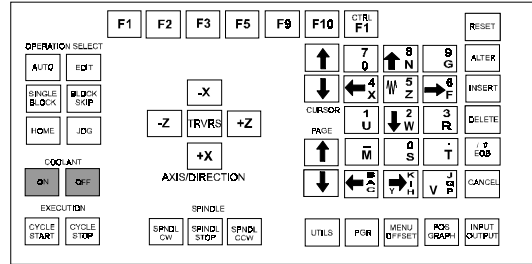 F1 F2 F3 F5 F9 F10 CTRL F1
RESET
OPERATION SELECT
AUTO EDIT
SINGLE BLOCK BLOCK SKIP
HOME JOG
COOLANT
ON OFF
EXECUTION
CYCLE START CYCLE STOP
-X
-Z TRVRS +Z
+X
AXIS/DIRECTION
SPINDLE
SPNDL CW SPINDL STOP SPNDL CCW
7 8 N 9 G
ALTER
4 X 5 Z 6 F
INSERT
CURSOR
1 U 2 W 3 R
DELETE
PAGE
M S . T
EOB
B A C Y K I H V J Q P
CANCEL
UTILS PGR MENU OFFSET POS GRAPH INPUT OUTPUT